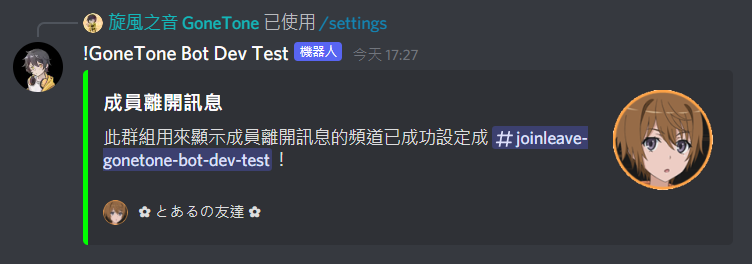 旋風之音 GoneTone 已使用 /settings
!GoneTone Bot Dev Test 機器人 今天 17:27
成員離開訊息
此群組用來顯示成員離開訊息的頻道已成功設定成 #joinleave-
gonetone-bot-dev-test !
✿ とあるの友達 ✿